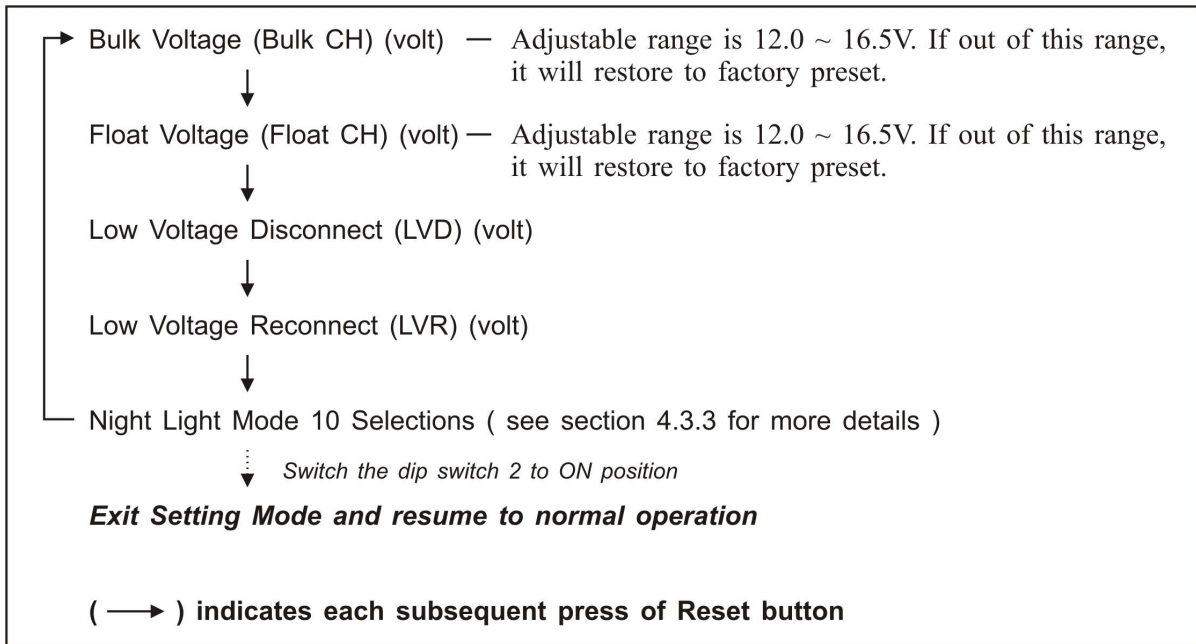 Bulk Voltage (Bulk CH) (volt) — Adjustable range is 12.0 ~ 16.5V. If out of this range,
it will restore to factory preset.
Float Voltage (Float CH) (volt) — Adjustable range is 12.0 ~ 16.5V. If out of this range,
it will restore to factory preset.
Low Voltage Disconnect (LVD) (volt)
Low Voltage Reconnect (LVR) (volt)
Night Light Mode 10 Selections ( see section 4.3.3 for more details )
Switch the dip switch 2 to ON position
Exit Setting Mode and resume to normal operation
( ⟶ ) indicates each subsequent press of Reset button